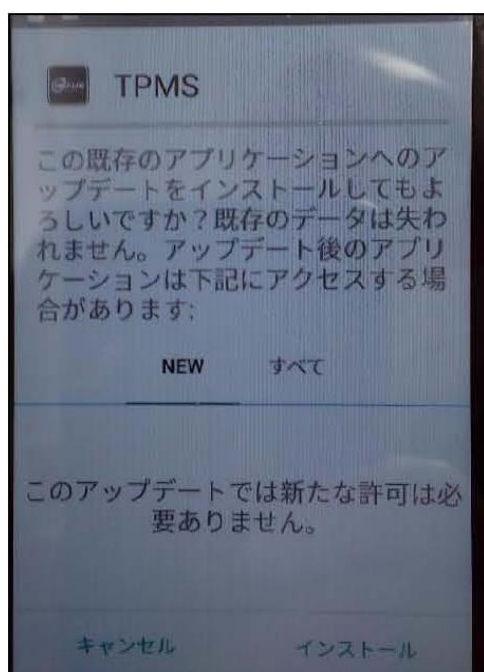 TPMS
この既存のアプリケーションへのア
ップデートをインストールしてもよ
ろしいですか？既存のデータは失わ
れません。アップデート後のアプリ
ケーションは下記にアクセスする場
合があります:
NEW すべて
このアップデートでは新たな許可は必
要ありません。
キャンセル インストール